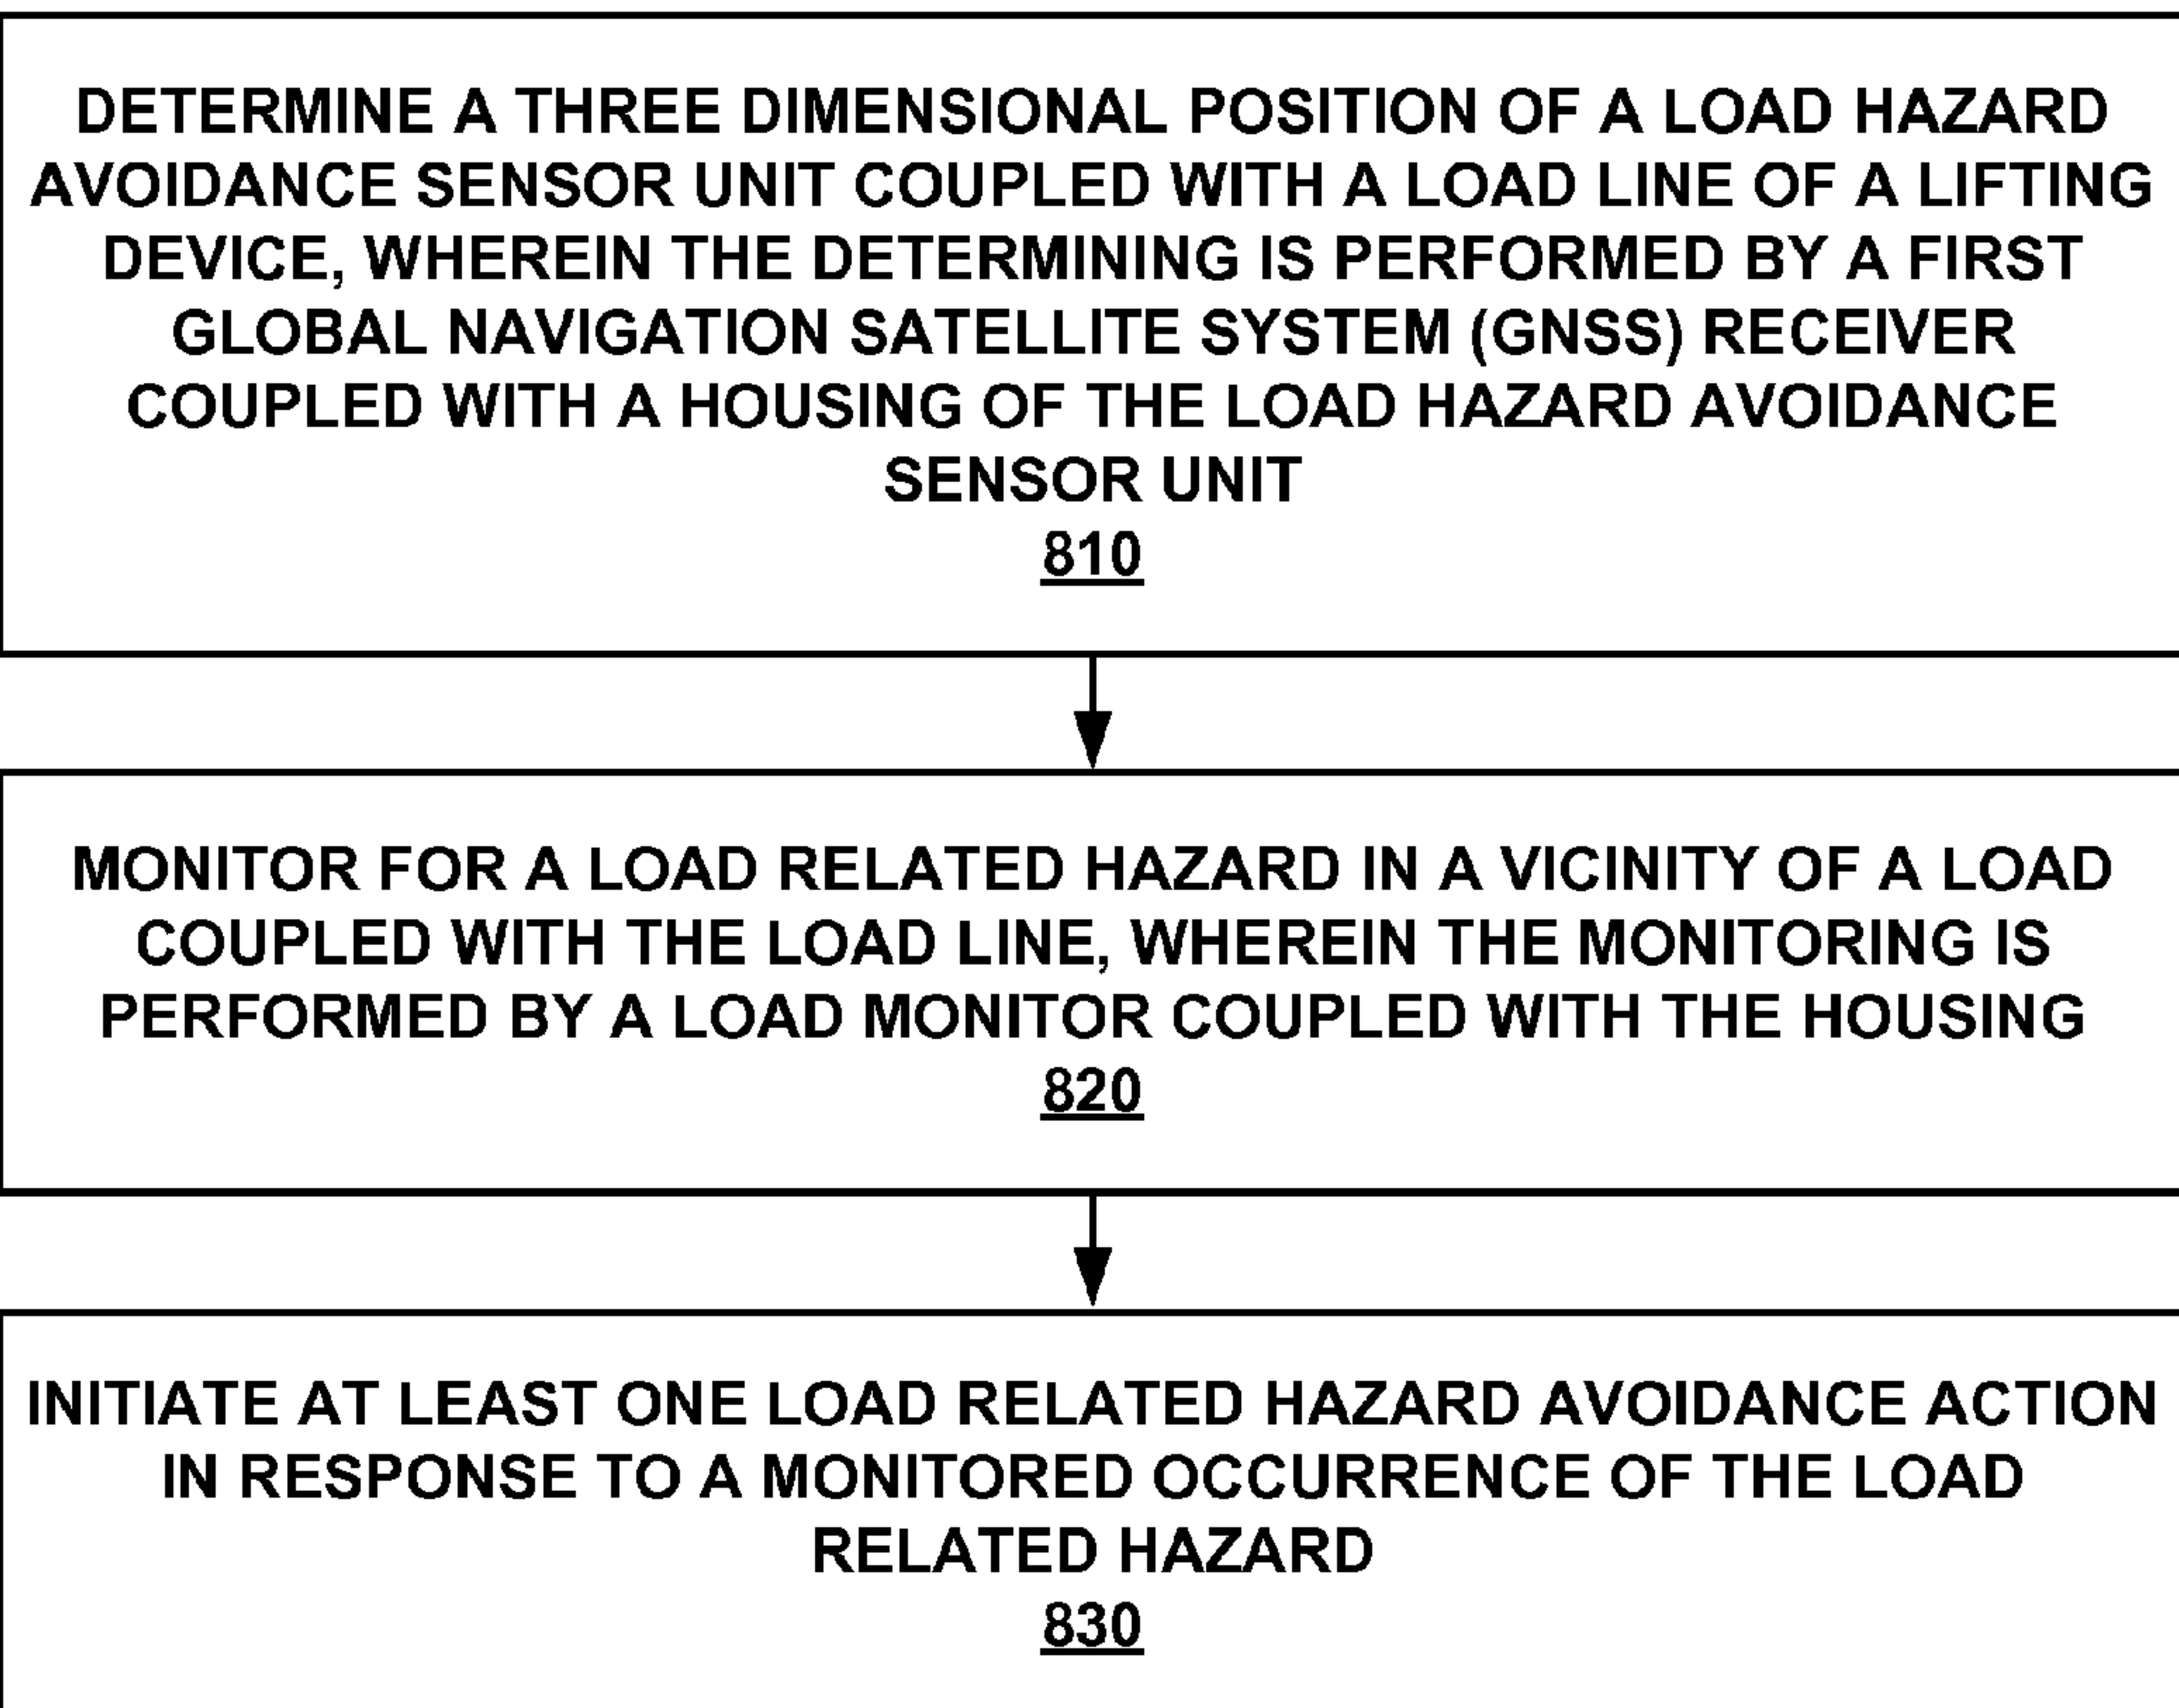 DETERMINE A THREE DIMENSIONAL POSITION OF A LOAD HAZARD
AVOIDANCE SENSOR UNIT COUPLED WITH A LOAD LINE OF A LIFTING
DEVICE, WHEREIN THE DETERMINING IS PERFORMED BY A FIRST
GLOBAL NAVIGATION SATELLITE SYSTEM (GNSS) RECEIVER
COUPLED WITH A HOUSING OF THE LOAD HAZARD AVOIDANCE
SENSOR UNIT
810
MONITOR FOR A LOAD RELATED HAZARD IN A VICINITY OF A LOAD
COUPLED WITH THE LOAD LINE, WHEREIN THE MONITORING IS
PERFORMED BY A LOAD MONITOR COUPLED WITH THE HOUSING
820
INITIATE AT LEAST ONE LOAD RELATED HAZARD AVOIDANCE ACTION
IN RESPONSE TO A MONITORED OCCURRENCE OF THE LOAD
RELATED HAZARD
830